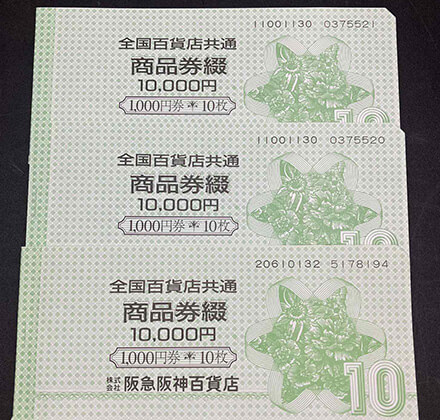 11001130 0375521
全国百貨店共通
商品券綴
10,000円
1,000円券*10枚
10
11001130 0375520
全国百貨店共通
商品券綴
10,000円
1,000円券*10枚
10
20610132 5178194
全国百貨店共通
商品券綴
10,000円
1,000円券*10枚
株式会社 阪急阪神百貨店
10